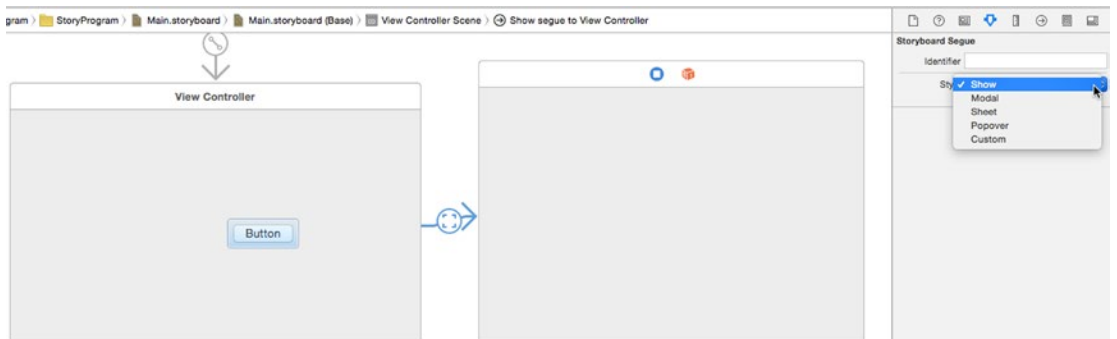 gram StoryProgram Main.storyboard Main.storyboard (Base) View Controller Scene Show segue to View Controller
Storyboard Segue
Identifier
Sty ✓ Show
Modal
Sheet
Popover
Custom
View Controller
Button